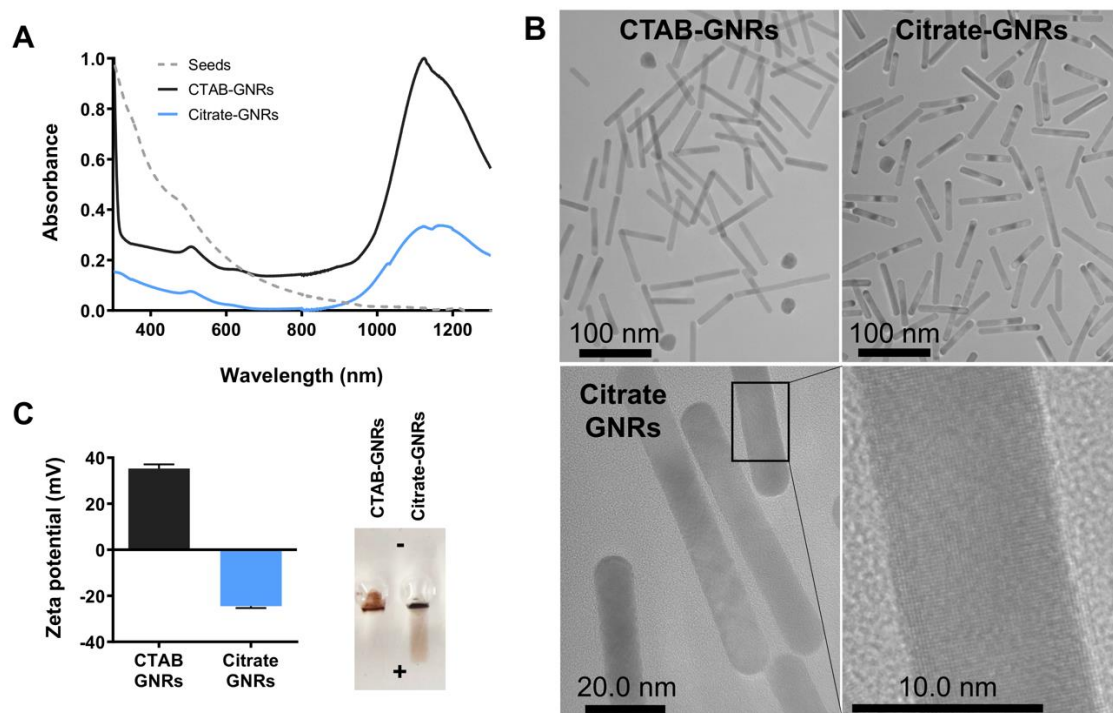 A
Seeds
CTAB-GNRs
Citrate-GNRs
Absorbance
1.0
0.8
0.6
0.4
0.2
0.0
400
600
800
1000
1200
Wavelength (nm)
B
CTAB-GNRs
Citrate-GNRs
100 nm
100 nm
Citrate
GNRs
20.0 nm
10.0 nm
C
Zeta potential (mV)
40
20
0
-20
-40
CTAB
GNRs
Citrate
GNRs
CTAB-GNRs
Citrate-GNRs
-
+